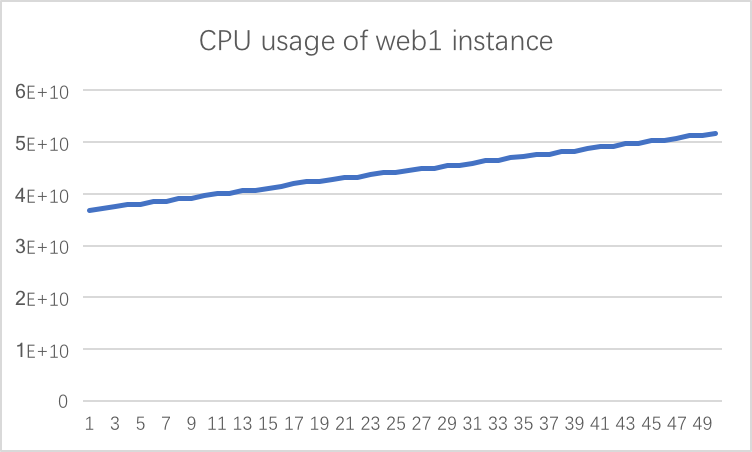 CPU usage of web1 instance
6E+10
5E+10
4E+10
3E+10
2E+10
1E+10
0
1 3 5 7 9 11 13 15 17 19 21 23 25 27 29 31 33 35 37 39 41 43 45 47 49